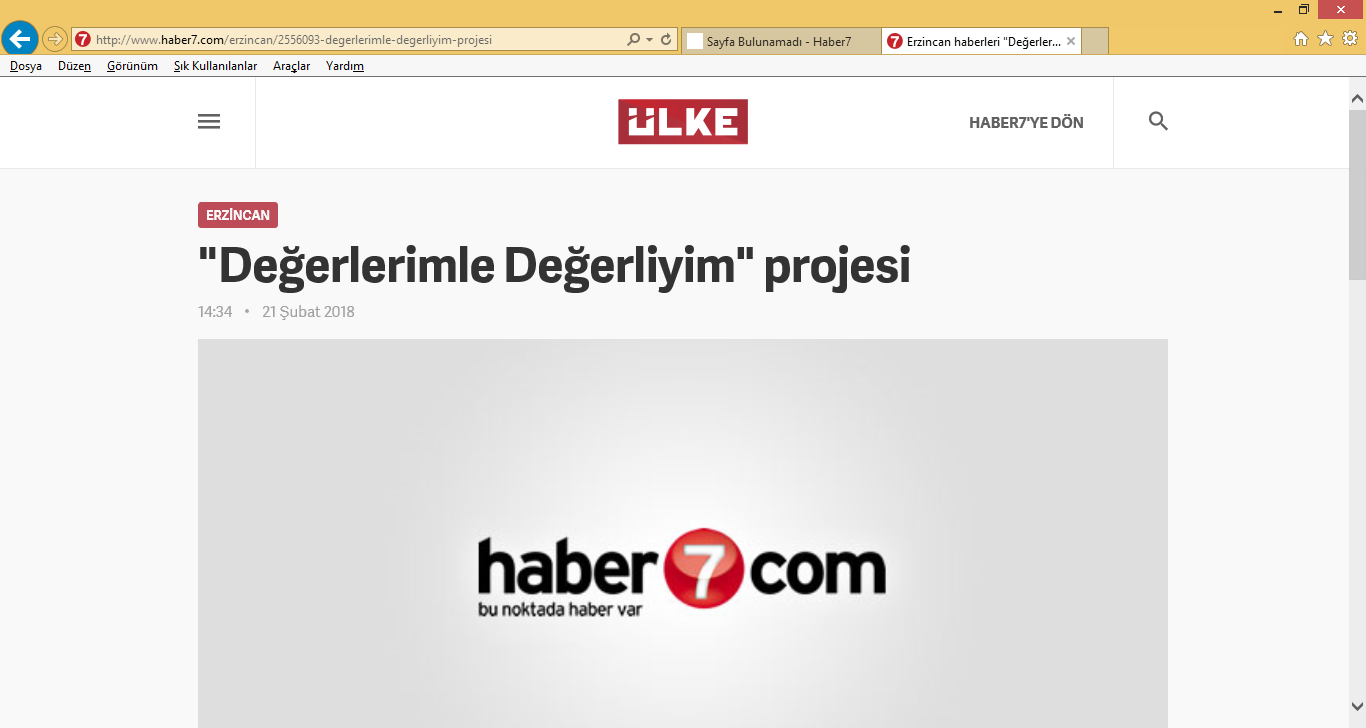 http://www.haber7.com/erzincan/2556093-degerlerimle-degerliyim-projesi
Sayfa Bulunamadı - Haber7
Erzincan haberleri "Değerler...
Dosya Düzen Görünüm Sık Kullanılanlar Araçlar Yardım
ÜLKE
HABER7'YE DÖN
ERZİNCAN
"Değerlerimle Değerliyim" projesi
14:34 • 21 Şubat 2018
haber7com
bu noktada haber var